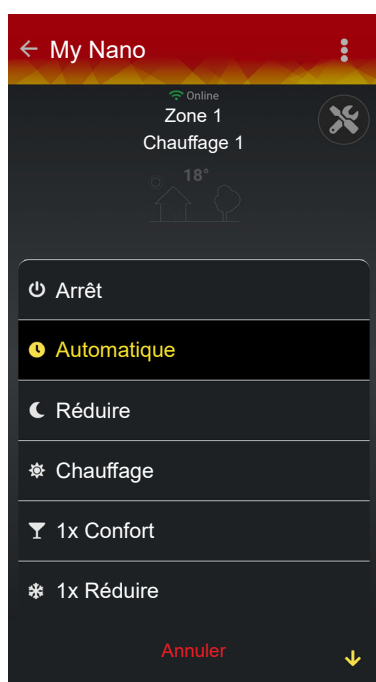 My Nano
Online
Zone 1
Chauffage 1
18°
Arrêt
Automatique
Réduire
Chauffage
1x Confort
1x Réduire
Annuler